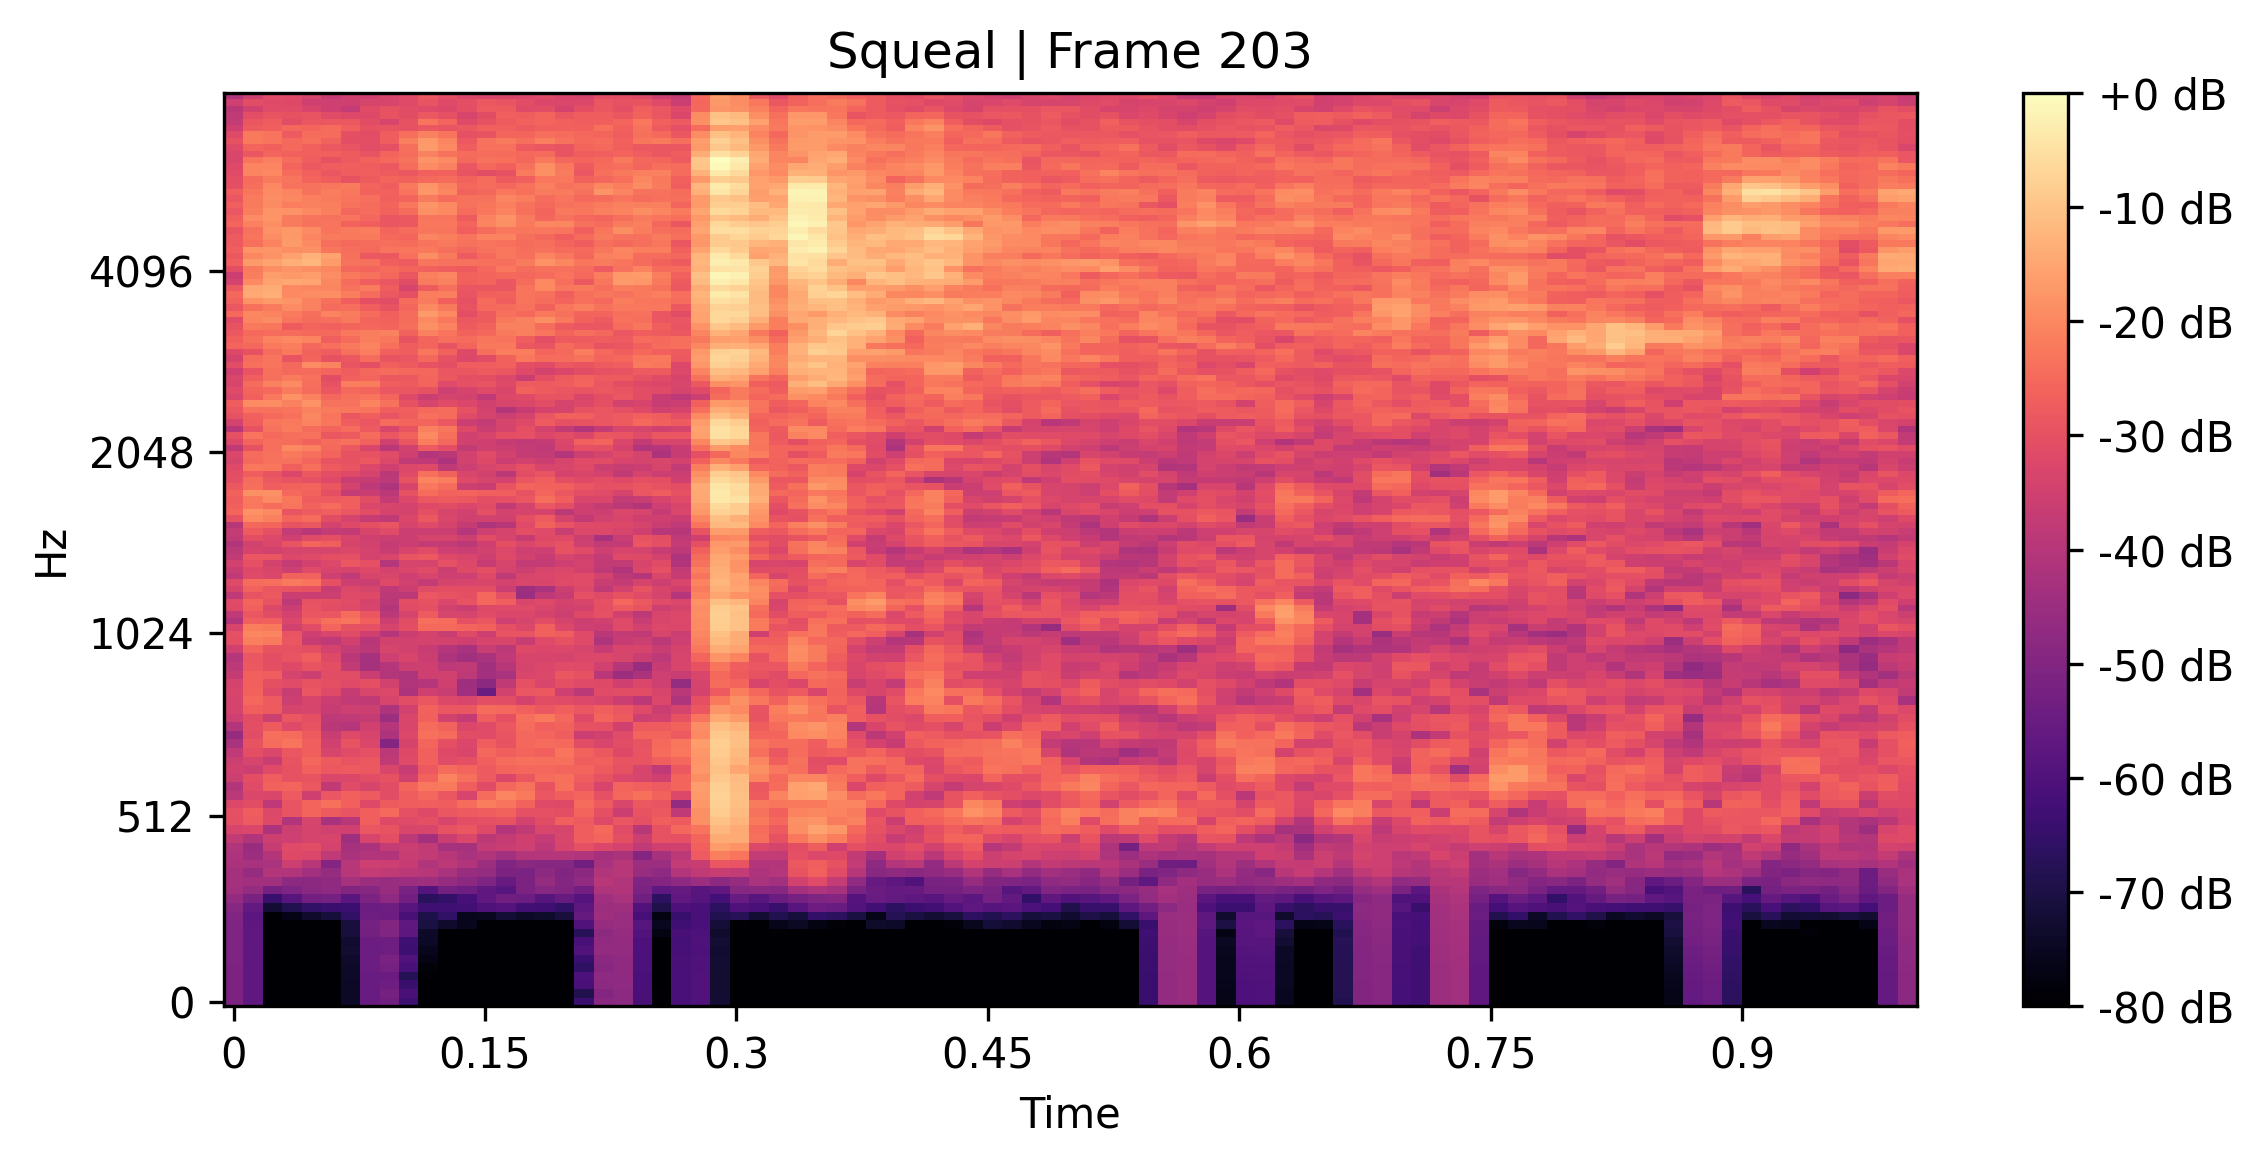 Squeal | Frame 203
+0 dB
-10 dB
-20 dB
-30 dB
-40 dB
-50 dB
-60 dB
-70 dB
-80 dB
4096
2048
1024
512
0
Hz
0 0.15 0.3 0.45 0.6 0.75 0.9
Time